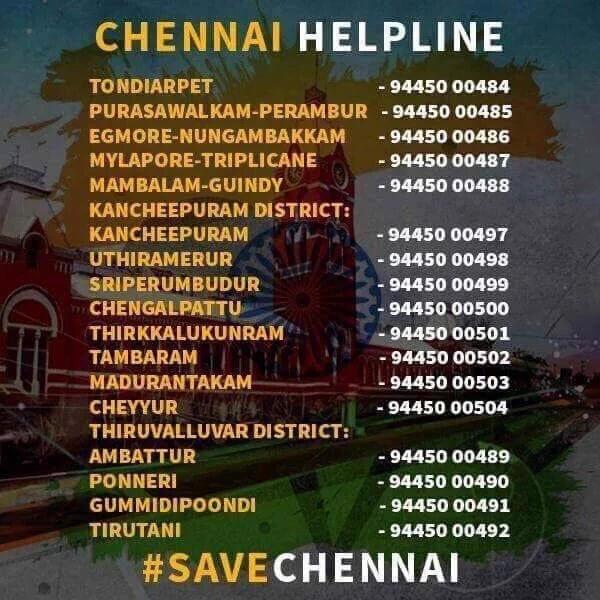 CHENNAI HELPLINE
TONDIARPET - 94450 00484
PURASAWALKAM-PERAMBUR - 94450 00485
EGMORE-NUNGAMBAKKAM - 94450 00486
MYLAPORE-TRIPLICANE - 94450 00487
MAMBALAM-GUINDY - 94450 00488
KANCHEEPURAM DISTRICT:
KANCHEEPURAM - 94450 00497
UTHIRAMERUR - 94450 00498
SRIPERUMBUDUR - 94450 00499
CHENGALPATTU - 94450 00500
THIRKKALUKUNRAM - 94450 00501
TAMBARAM - 94450 00502
MADURANTAKAM - 94450 00503
CHEYYUR - 94450 00504
THIRUVALLUVAR DISTRICT:
AMBATTUR - 94450 00489
PONNERI - 94450 00490
GUMMIDIPOONDI - 94450 00491
TIRUTANI - 94450 00492
#SAVECHENNAI